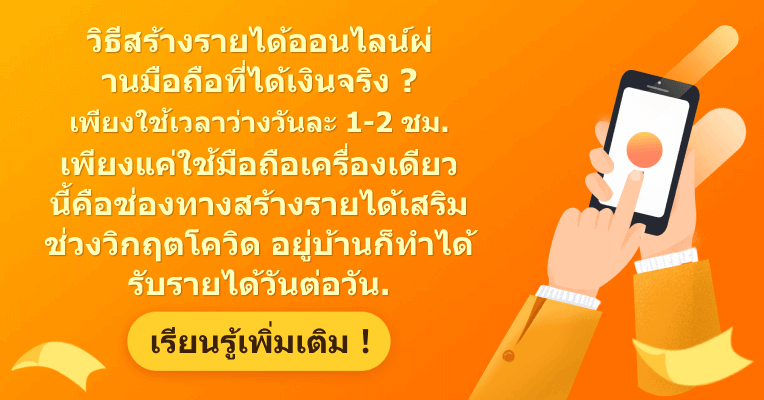 วิธีสร้างรายได้ออนไลน์ผ่
านมือถือที่ได้เงินจริง ?
เพียงใช้เวลาว่างวันละ 1-2 ชม.
เพียงแค่ใช้มือถือเครื่องเดียว
นี้คือช่องทางสร้างรายได้เสริม
ช่วงวิกฤตโควิด อยู่บ้านก็ทำได้
รับรายได้วันต่อวัน.
เรียนรู้เพิ่มเติม !